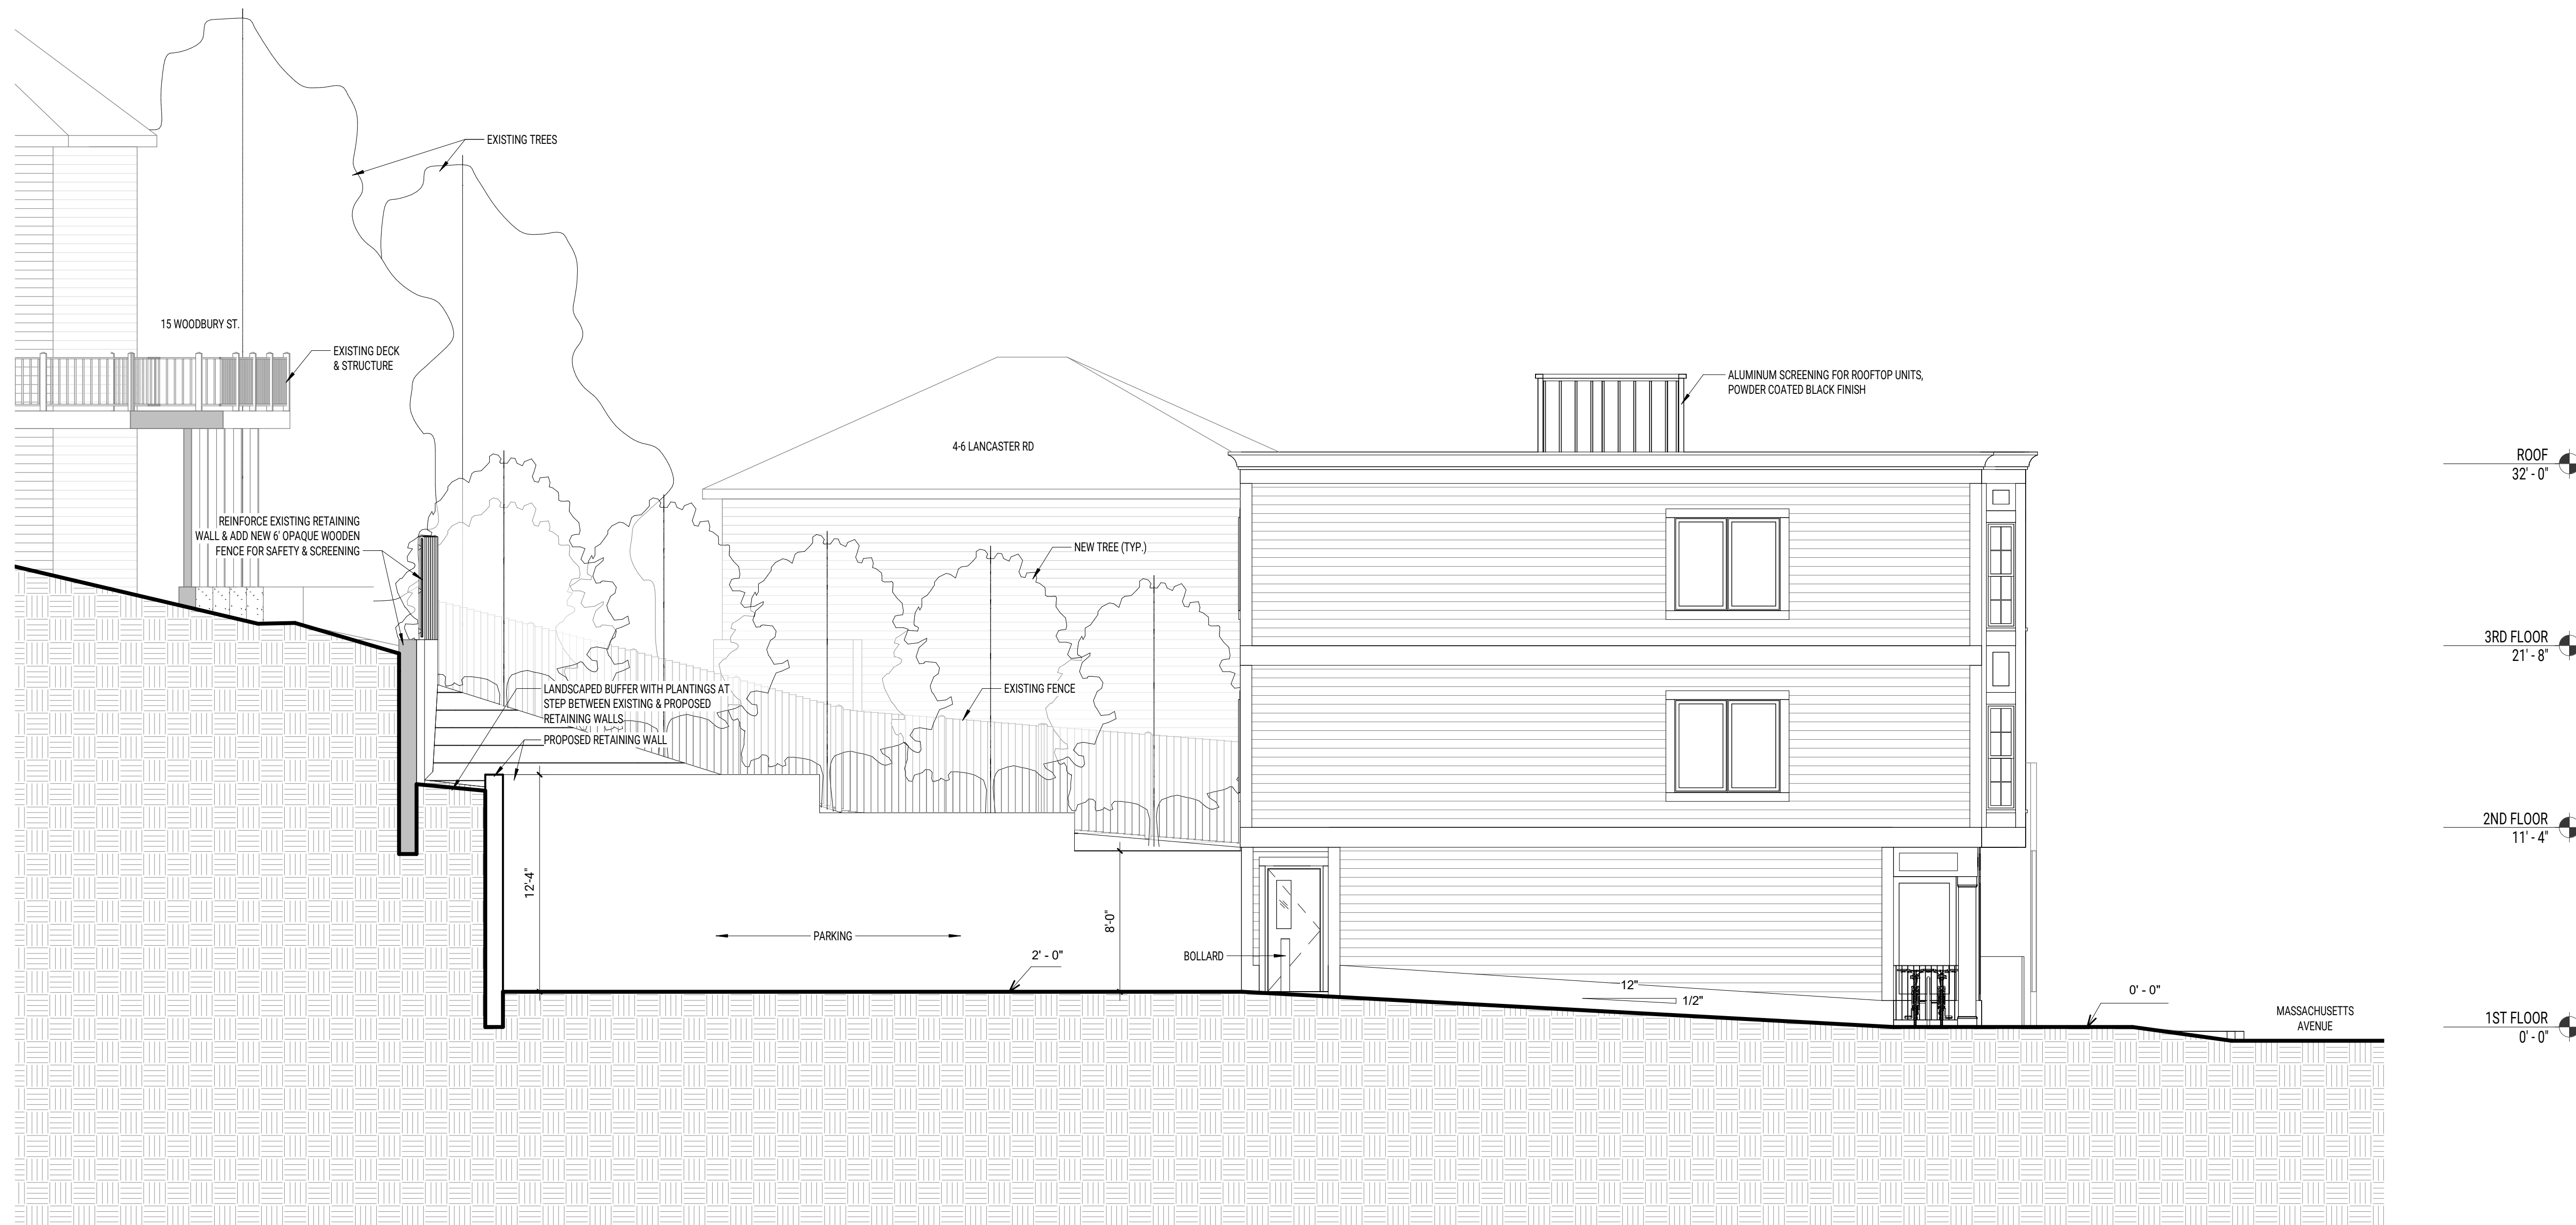 EXISTING TREES
15 WOODBURY ST.
EXISTING DECK
& STRUCTURE
ALUMINUM SCREENING FOR ROOFTOP UNITS,
POWDER COATED BLACK FINISH
4-6 LANCASTER RD
ROOF
32' - 0"
REINFORCE EXISTING RETAINING
WALL & ADD NEW 6' OPAQUE WOODEN
FENCE FOR SAFETY & SCREENING
NEW TREE (TYP.)
3RD FLOOR
21' - 8"
LANDSCAPED BUFFER WITH PLANTINGS AT
STEP BETWEEN EXISTING & PROPOSED
RETAINING WALLS
EXISTING FENCE
PROPOSED RETAINING WALL
2ND FLOOR
11' - 4"
12'-4"
8'-0"
PARKING
BOLLARD
2' - 0"
12"
1/2"
0' - 0"
MASSACHUSETTS
AVENUE
1ST FLOOR
0' - 0"